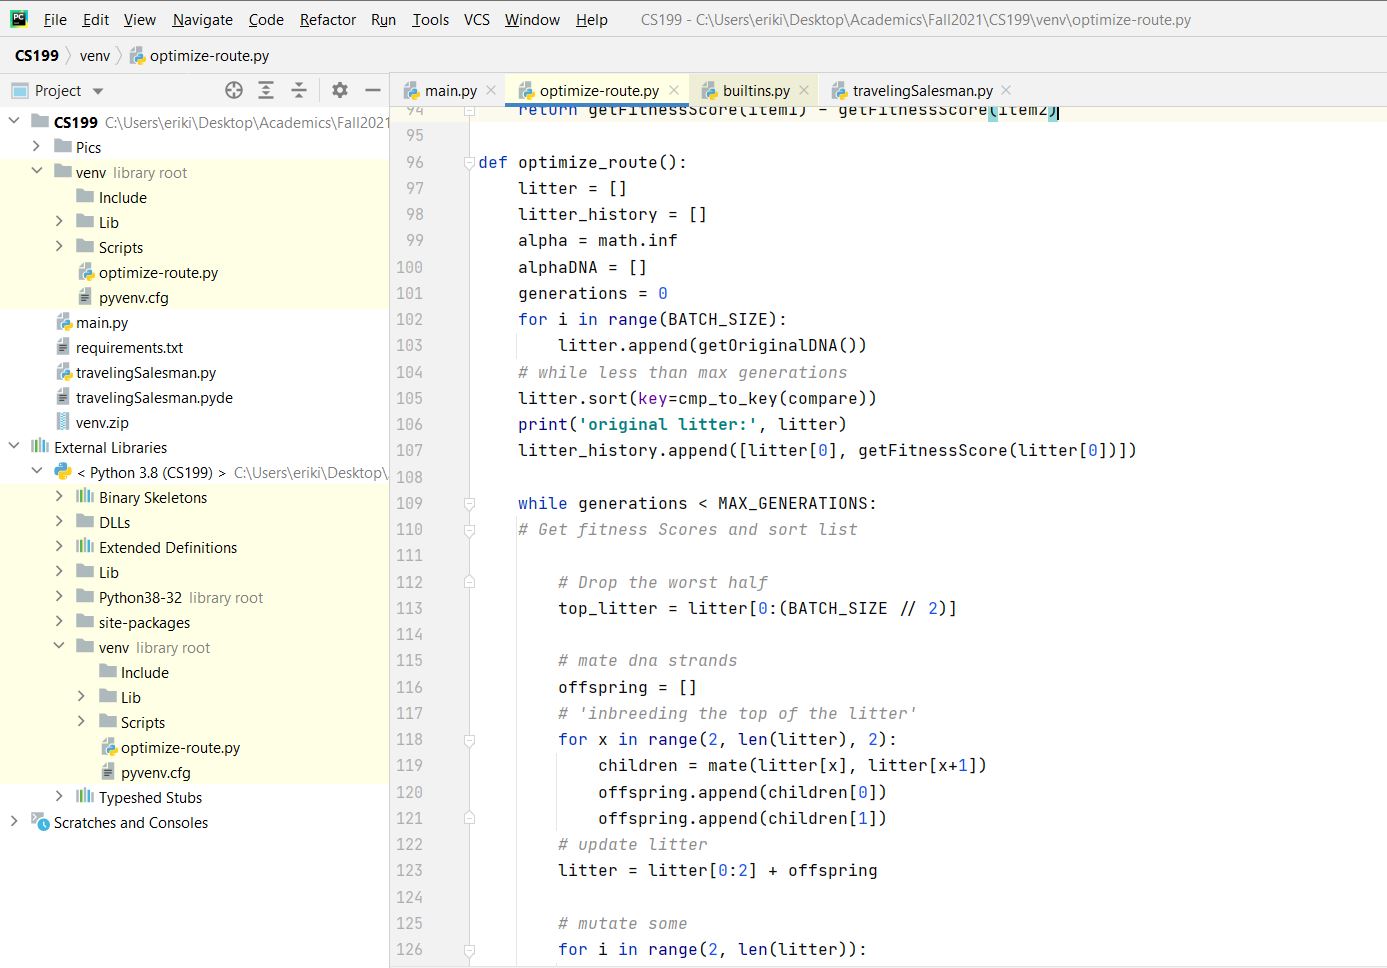 File Edit View Navigate Code Refactor Run Tools VCS Window Help CS199 - C:\Users\eriki\Desktop\Academics\Fall2021\CS199\venv\optimize-route.py
CS199 venv optimize-route.py
Project
main.py optimize-route.py builtins.py travelingSalesman.py
CS199 C:\Users\eriki\Desktop\Academics\Fall2021
Pics
venv library root
Include
Lib
Scripts
optimize-route.py
pyvenv.cfg
main.py
requirements.txt
travelingSalesman.py
travelingSalesman.pyde
venv.zip
External Libraries
< Python 3.8 (CS199) > C:\Users\eriki\Desktop\
Binary Skeletons
DLLs
Extended Definitions
Lib
Python38-32 library root
site-packages
venv library root
Include
Lib
Scripts
optimize-route.py
pyvenv.cfg
Typeshed Stubs
Scratches and Consoles
94 return getFitnessScore(item1) - getFitnessScore(item2)
95
96 def optimize_route():
97 litter = []
98 litter_history = []
99 alpha = math.inf
100 alphaDNA = []
101 generations = 0
102 for i in range(BATCH_SIZE):
103 litter.append(getOriginalDNA())
104 # while less than max generations
105 litter.sort(key=cmp_to_key(compare))
106 print('original litter:', litter)
107 litter_history.append([litter[0], getFitnessScore(litter[0])])
108
109 while generations < MAX_GENERATIONS:
110 # Get fitness Scores and sort list
111
112 # Drop the worst half
113 top_litter = litter[0:(BATCH_SIZE // 2)]
114
115 # mate dna strands
116 offspring = []
117 # 'inbreeding the top of the litter'
118 for x in range(2, len(litter), 2):
119 children = mate(litter[x], litter[x+1])
120 offspring.append(children[0])
121 offspring.append(children[1])
122 # update litter
123 litter = litter[0:2] + offspring
124
125 # mutate some
126 for i in range(2, len(litter)):